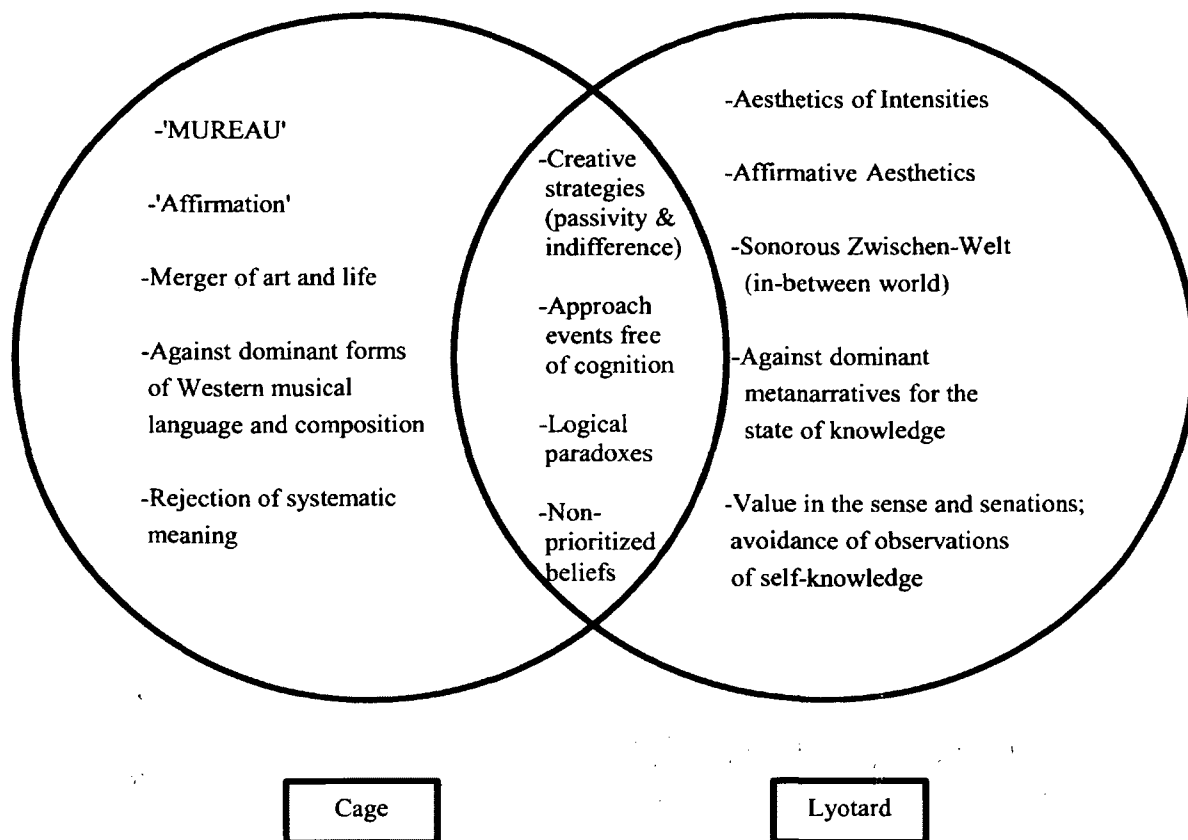 -'MUREAU'
-'Affirmation'
-Merger of art and life
-Against dominant forms
of Western musical
language and composition
-Rejection of systematic
meaning
-Creative
strategies
(passivity &
indifference)
-Approach
events free
of cognition
-Logical
paradoxes
-Non-
prioritized
beliefs
-Aesthetics of Intensities
-Affirmative Aesthetics
-Sonorous Zwischen-Welt
(in-between world)
-Against dominant
metanarratives for the
state of knowledge
-Value in the sense and senations;
avoidance of observations
of self-knowledge
Cage
Lyotard